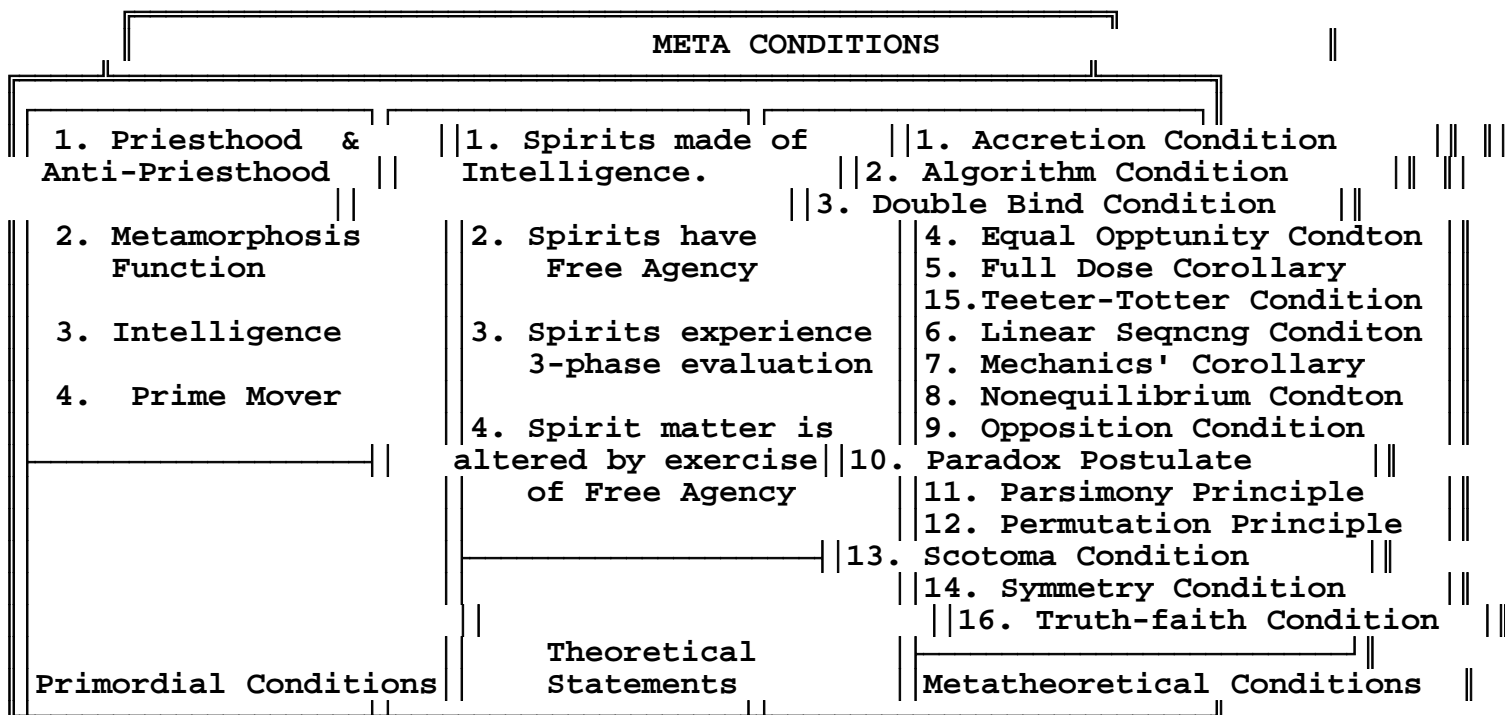 META CONDITIONS
1. Priesthood &
Anti-Priesthood
2. Metamorphosis
Function
3. Intelligence
4. Prime Mover
Primordial Conditions
1. Spirits made of
Intelligence.
2. Spirits have
Free Agency
3. Spirits experience
3-phase evaluation
4. Spirit matter is
altered by exercise
of Free Agency
Theoretical
Statements
1. Accretion Condition
2. Algorithm Condition
3. Double Bind Condition
4. Equal Opptunity Condton
5. Full Dose Corollary
15.Teeter-Totter Condition
6. Linear Seqncng Conditon
7. Mechanics' Corollary
8. Nonequilibrium Condton
9. Opposition Condition
10. Paradox Postulate
11. Parsimony Principle
12. Permutation Principle
13. Scotoma Condition
14. Symmetry Condition
16. Truth-faith Condition
Metatheoretical Conditions